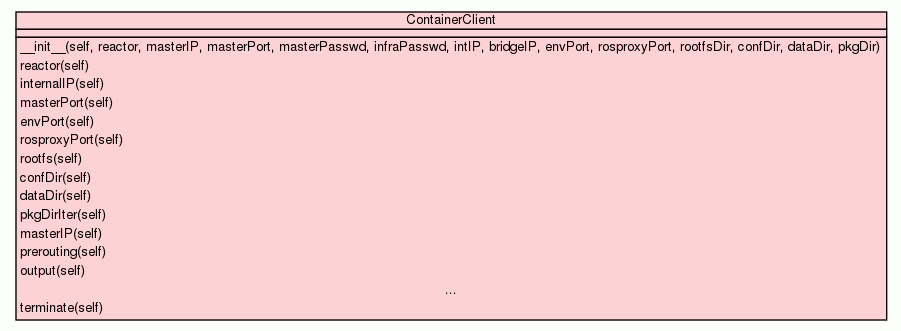 ContainerClient
__init__(self, reactor, masterIP, masterPort, masterPasswd, infraPasswd, intIP, bridgeIP, envPort, rosproxyPort, rootfsDir, confDir, dataDir, pkgDir)
reactor(self)
internalIP(self)
masterPort(self)
envPort(self)
rosproxyPort(self)
rootfs(self)
confDir(self)
dataDir(self)
pkgDirIter(self)
masterIP(self)
prerouting(self)
output(self)
...
terminate(self)